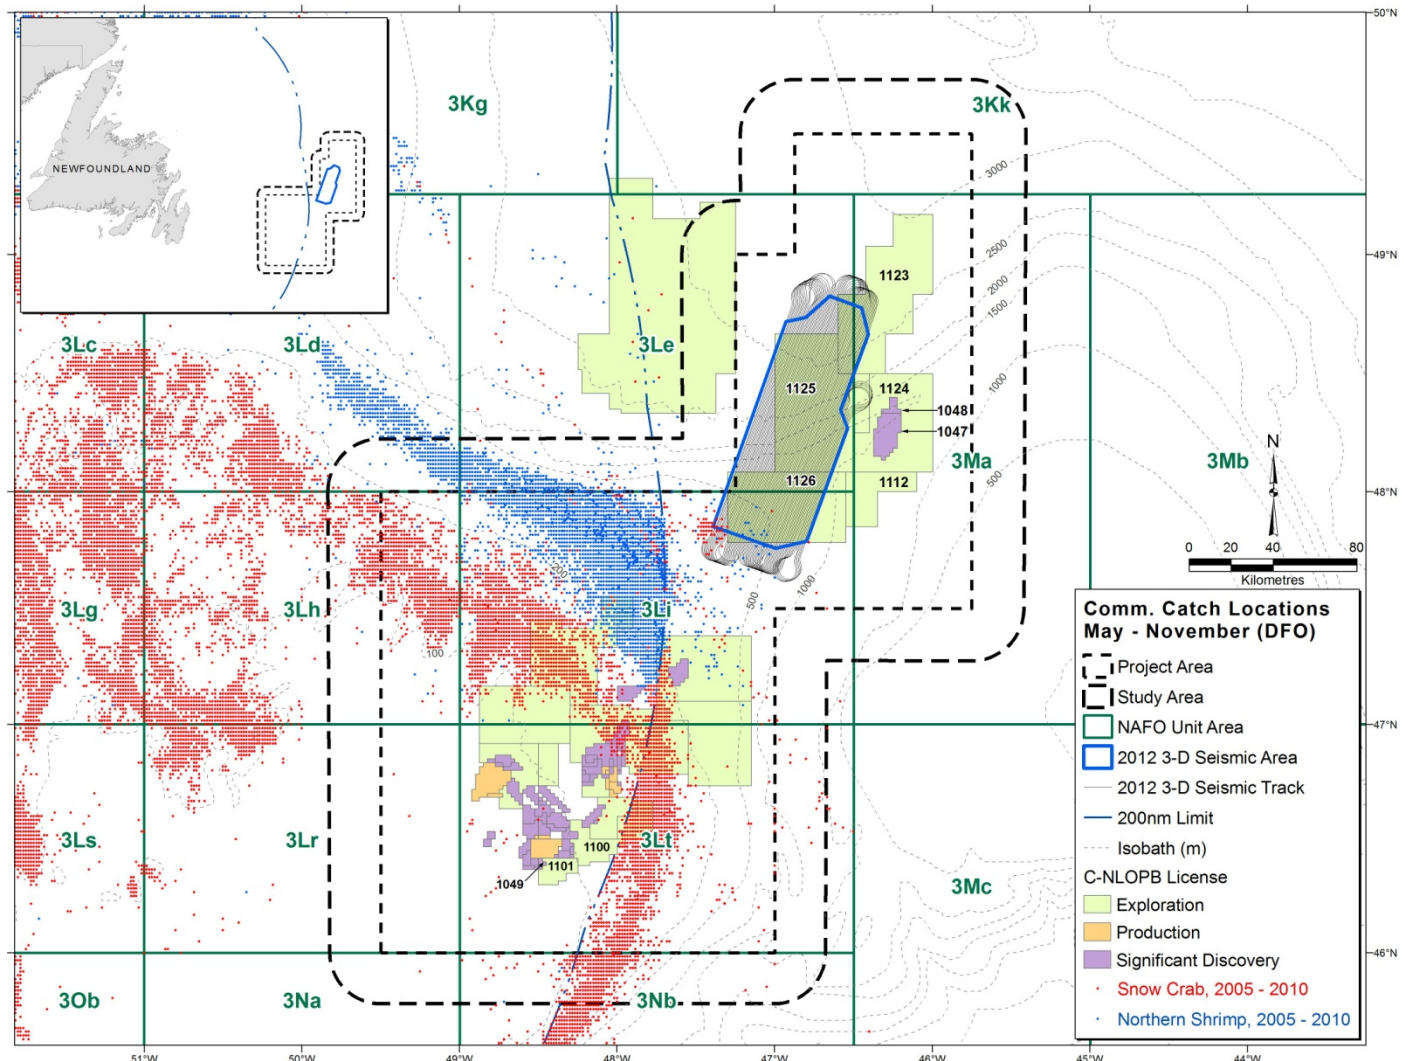 50°N
NEWFOUNDLAND
3Kg
3Kk
3000
49°N
49°N
2500
2000
1500
1123
3Lc
3Ld
3Le
1000
1125
1124
1048
1047
500
3Ma
3Mb
1126
1112
48°N
48°N
N
0 20 40 80
Kilometres
200
500
1000
3Lg
3Lh
3Li
100
47°N
47°N
3Ls
3Lr
3Lt
1100
1101
1049
3Mc
46°N
46°N
3Ob
3Na
3Nb
51°W
50°W
49°W
48°W
47°W
46°W
45°W
44°W
Comm. Catch Locations
May - November (DFO)
Project Area
Study Area
NAFO Unit Area
2012 3-D Seismic Area
2012 3-D Seismic Track
200nm Limit
Isobath (m)
C-NLOPB License
Exploration
Production
Significant Discovery
Snow Crab, 2005 - 2010
Northern Shrimp, 2005 - 2010